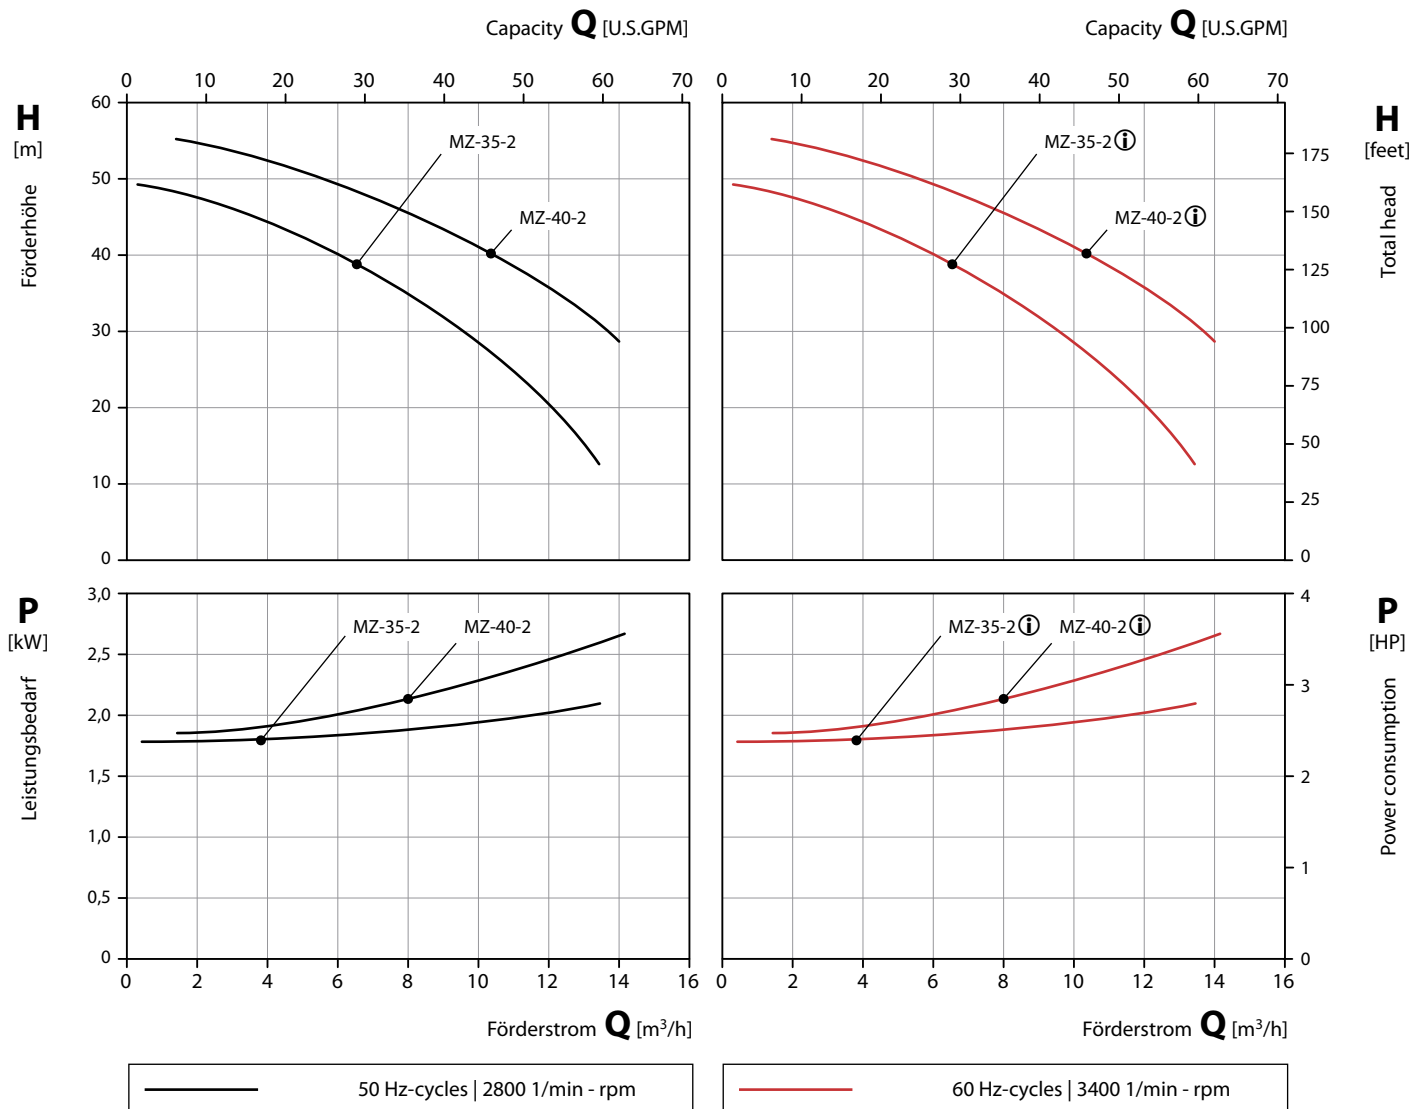 Capacity Q [U.S.GPM]
Capacity Q [U.S.GPM]
0 10 20 30 40 50 60 70
10 20 30 40 50 60 70
H
[m]
Förderhöhe
60
50
40
30
20
10
0
MZ-35-2
MZ-40-2
MZ-35-2 ⓘ
MZ-40-2 ⓘ
H
[feet]
Total head
175
150
125
100
75
50
25
0
P
[kW]
Leistungsbedarf
3,0
2,5
2,0
1,5
1,0
0,5
0
MZ-35-2 MZ-40-2
MZ-35-2 ⓘ MZ-40-2 ⓘ
P
[HP]
Power consumption
4
3
2
1
0
0 2 4 6 8 10 12 14 16
0 2 4 6 8 10 12 14 16
Förderstrom Q [m³/h]
Förderstrom Q [m³/h]
50 Hz-cycles | 2800 1/min - rpm
60 Hz-cycles | 3400 1/min - rpm